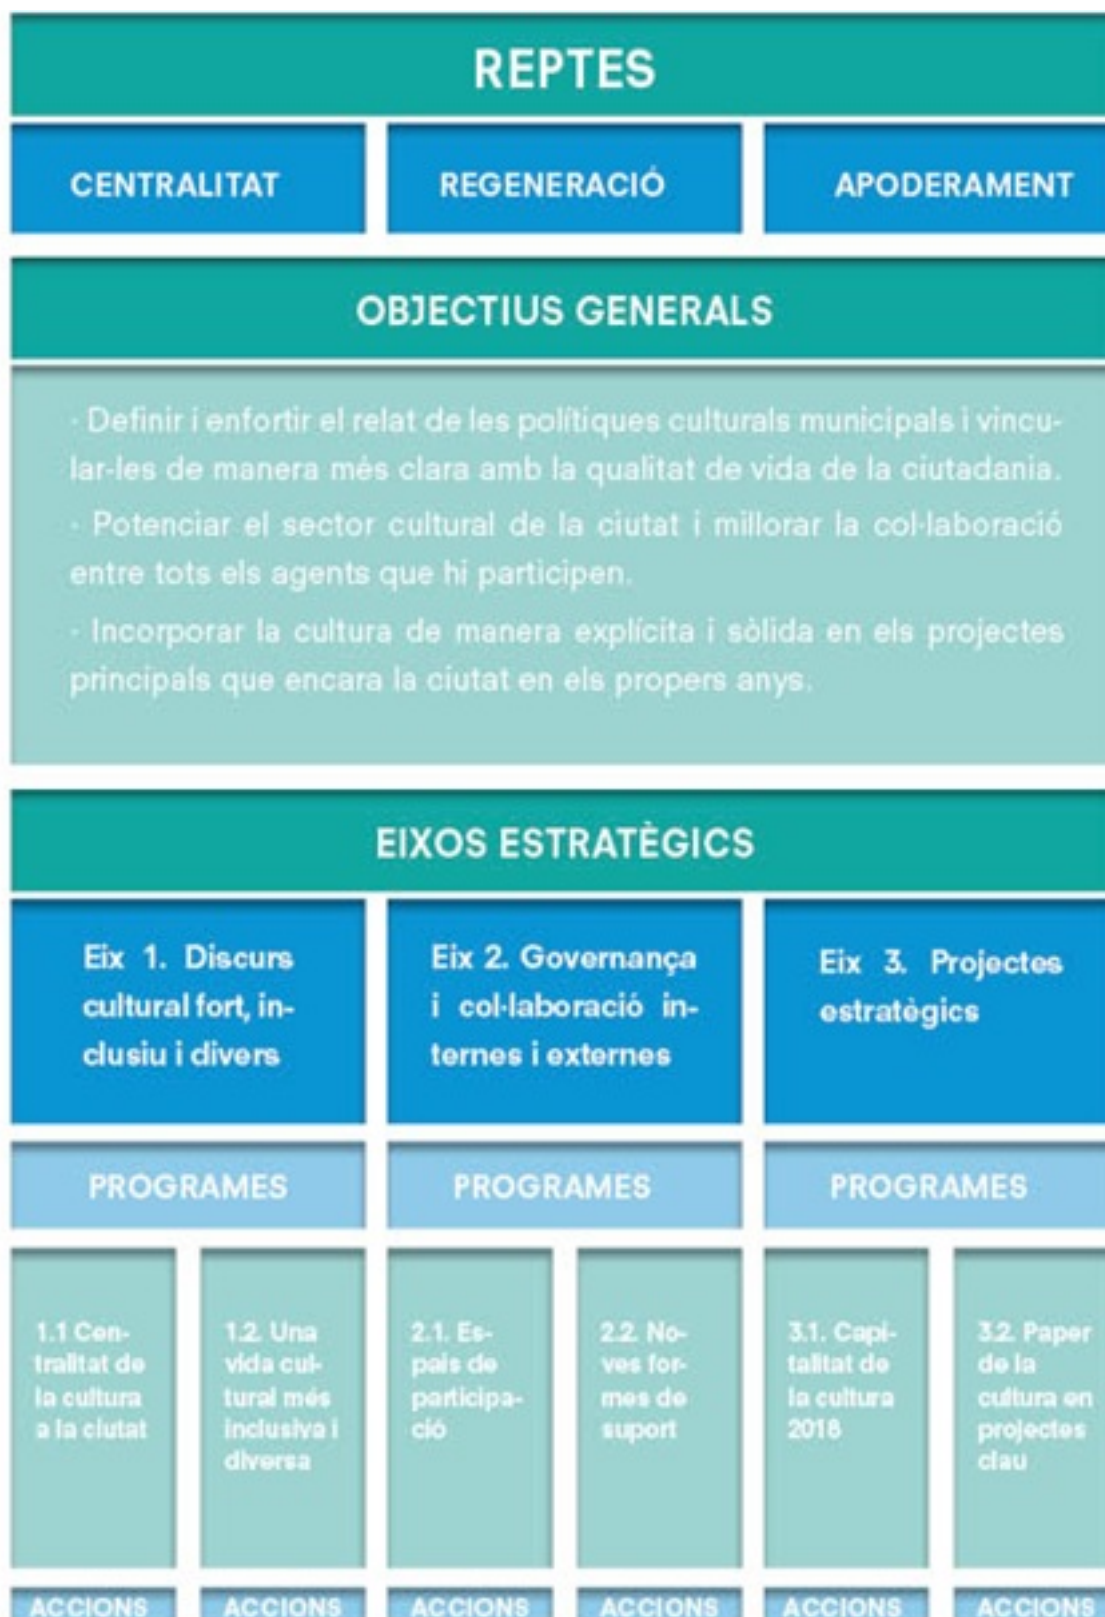 REPTES
CENTRALITAT
REGENERACIÓ
APODERAMENT
OBJECTIUS GENERALS
· Definir i enfortir el relat de les polítiques culturals municipals i vincu-
lar-les de manera més clara amb la qualitat de vida de la ciutadania.
· Potenciar el sector cultural de la ciutat i millorar la col·laboració
entre tots els agents que hi participen.
· Incorporar la cultura de manera explícita i sòlida en els projectes
principals que encara la ciutat en els propers anys.
EIXOS ESTRATÈGICS
Eix 1. Discurs
cultural fort, in-
clusiu i divers
Eix 2. Governança
i col·laboració in-
ternes i externes
Eix 3. Projectes
estratègics
PROGRAMES
PROGRAMES
PROGRAMES
1.1 Cen-
tralitat de
la cultura
a la ciutat
1.2. Una
vida cul-
tural més
inclusiva i
diversa
2.1. Es-
pais de
participa-
ció
2.2. No-
ves for-
mes de
suport
3.1. Capi-
talitat de
la cultura
2018
3.2. Paper
de la
cultura en
projectes
clau
ACCIONS
ACCIONS
ACCIONS
ACCIONS
ACCIONS
ACCIONS